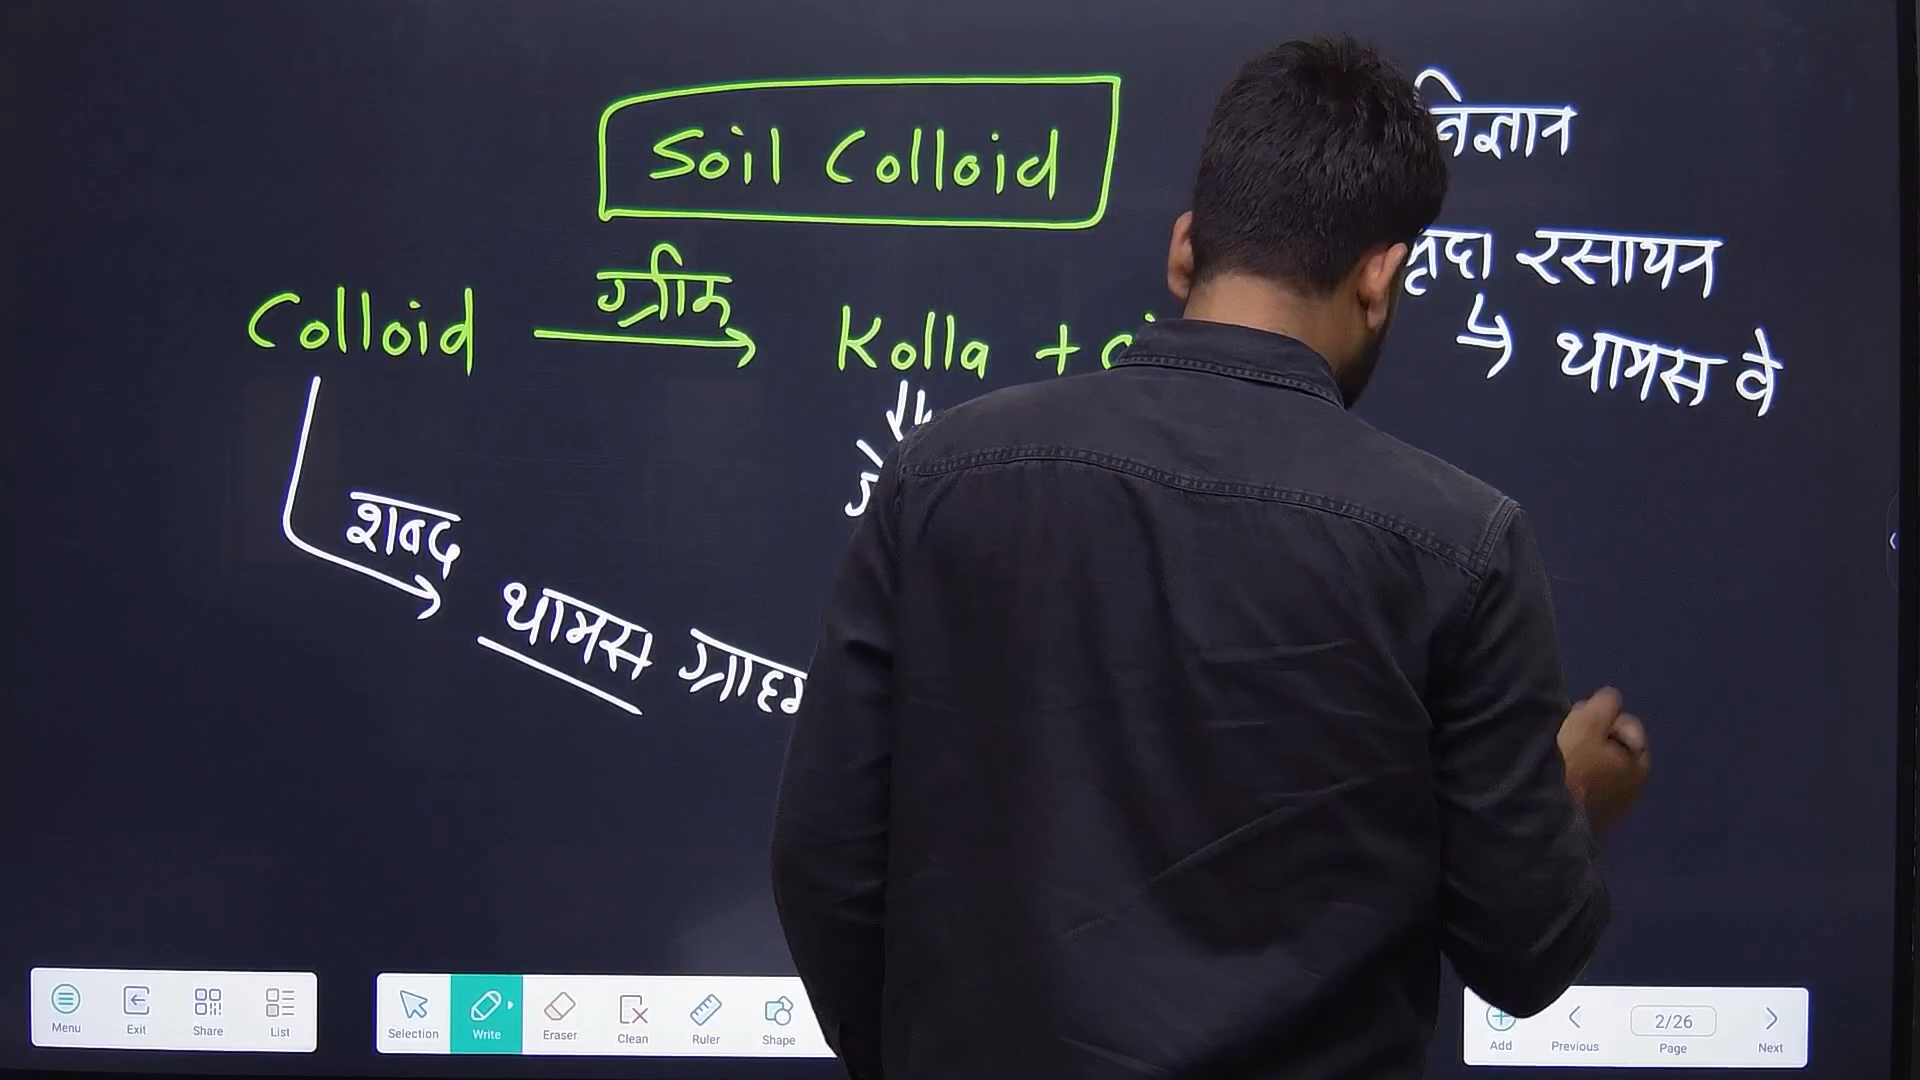 Soil Colloid
विज्ञान
मृदा रसायन
→ थामस वे
Colloid → ग्रीक Kolla +
शब्द
थामस ग्राहम
Menu Exit Share List
Selection Write Eraser Clean Ruler Shape
Add Previous 2/26 Page Next